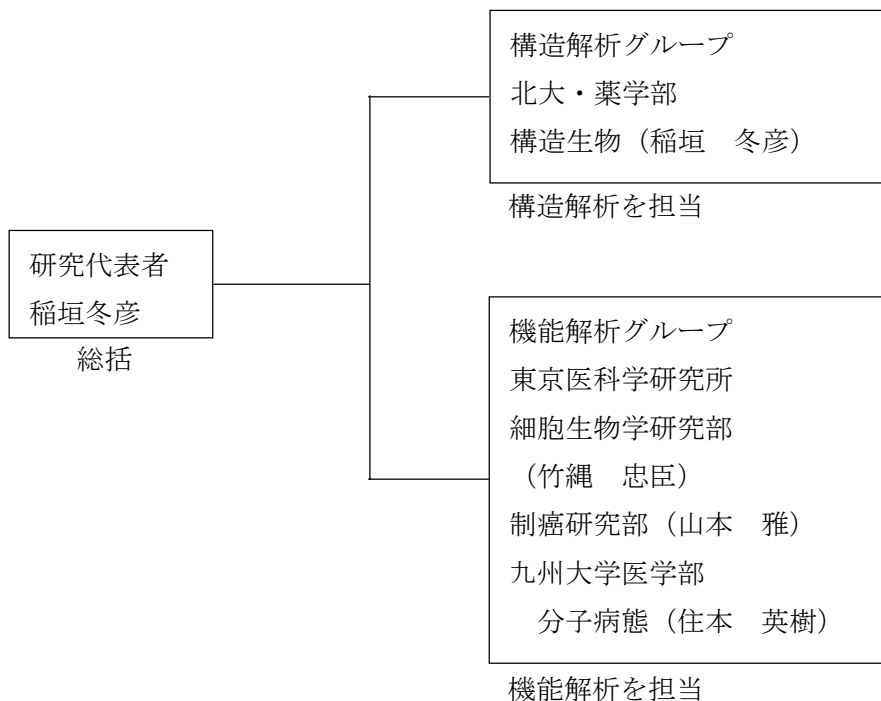 構造解析グループ
北大・薬学部
構造生物（稲垣　冬彦）
構造解析を担当
研究代表者
稲垣冬彦
総括
機能解析グループ
東京医科学研究所
細胞生物学研究部
（竹縄　忠臣）
制癌研究部（山本　雅）
九州大学医学部
分子病態（住本　英樹）
機能解析を担当